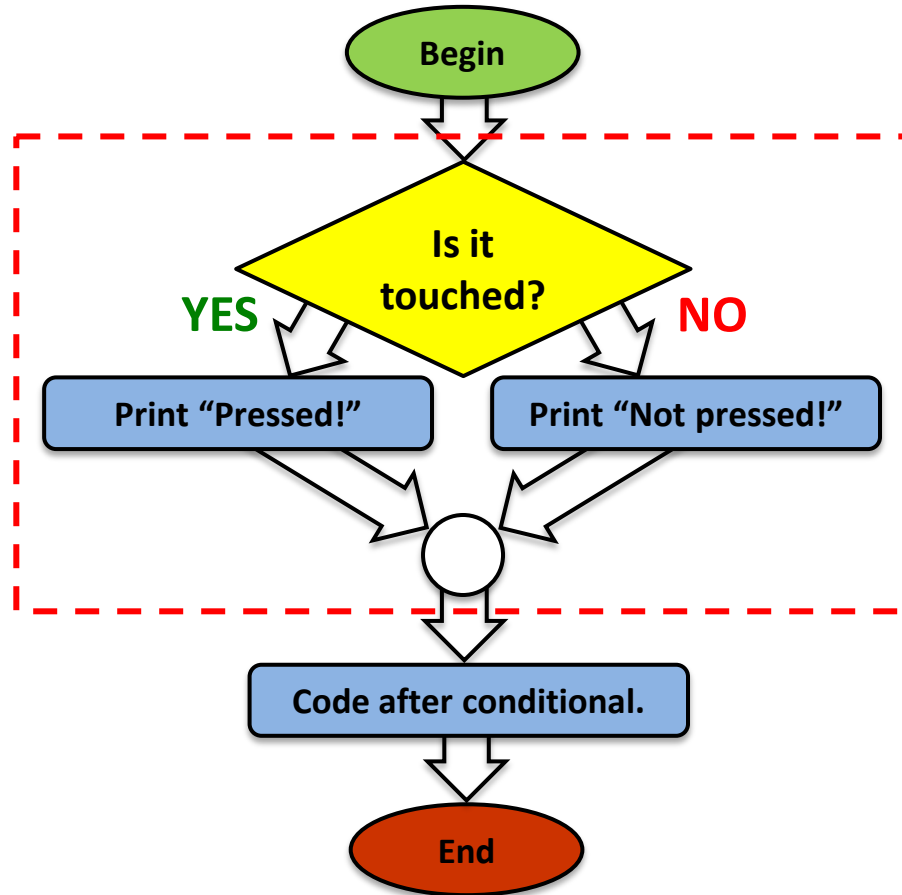 Begin
Is it
touched?
YES
NO
Print “Pressed!”
Print “Not pressed!”
Code after conditional.
End